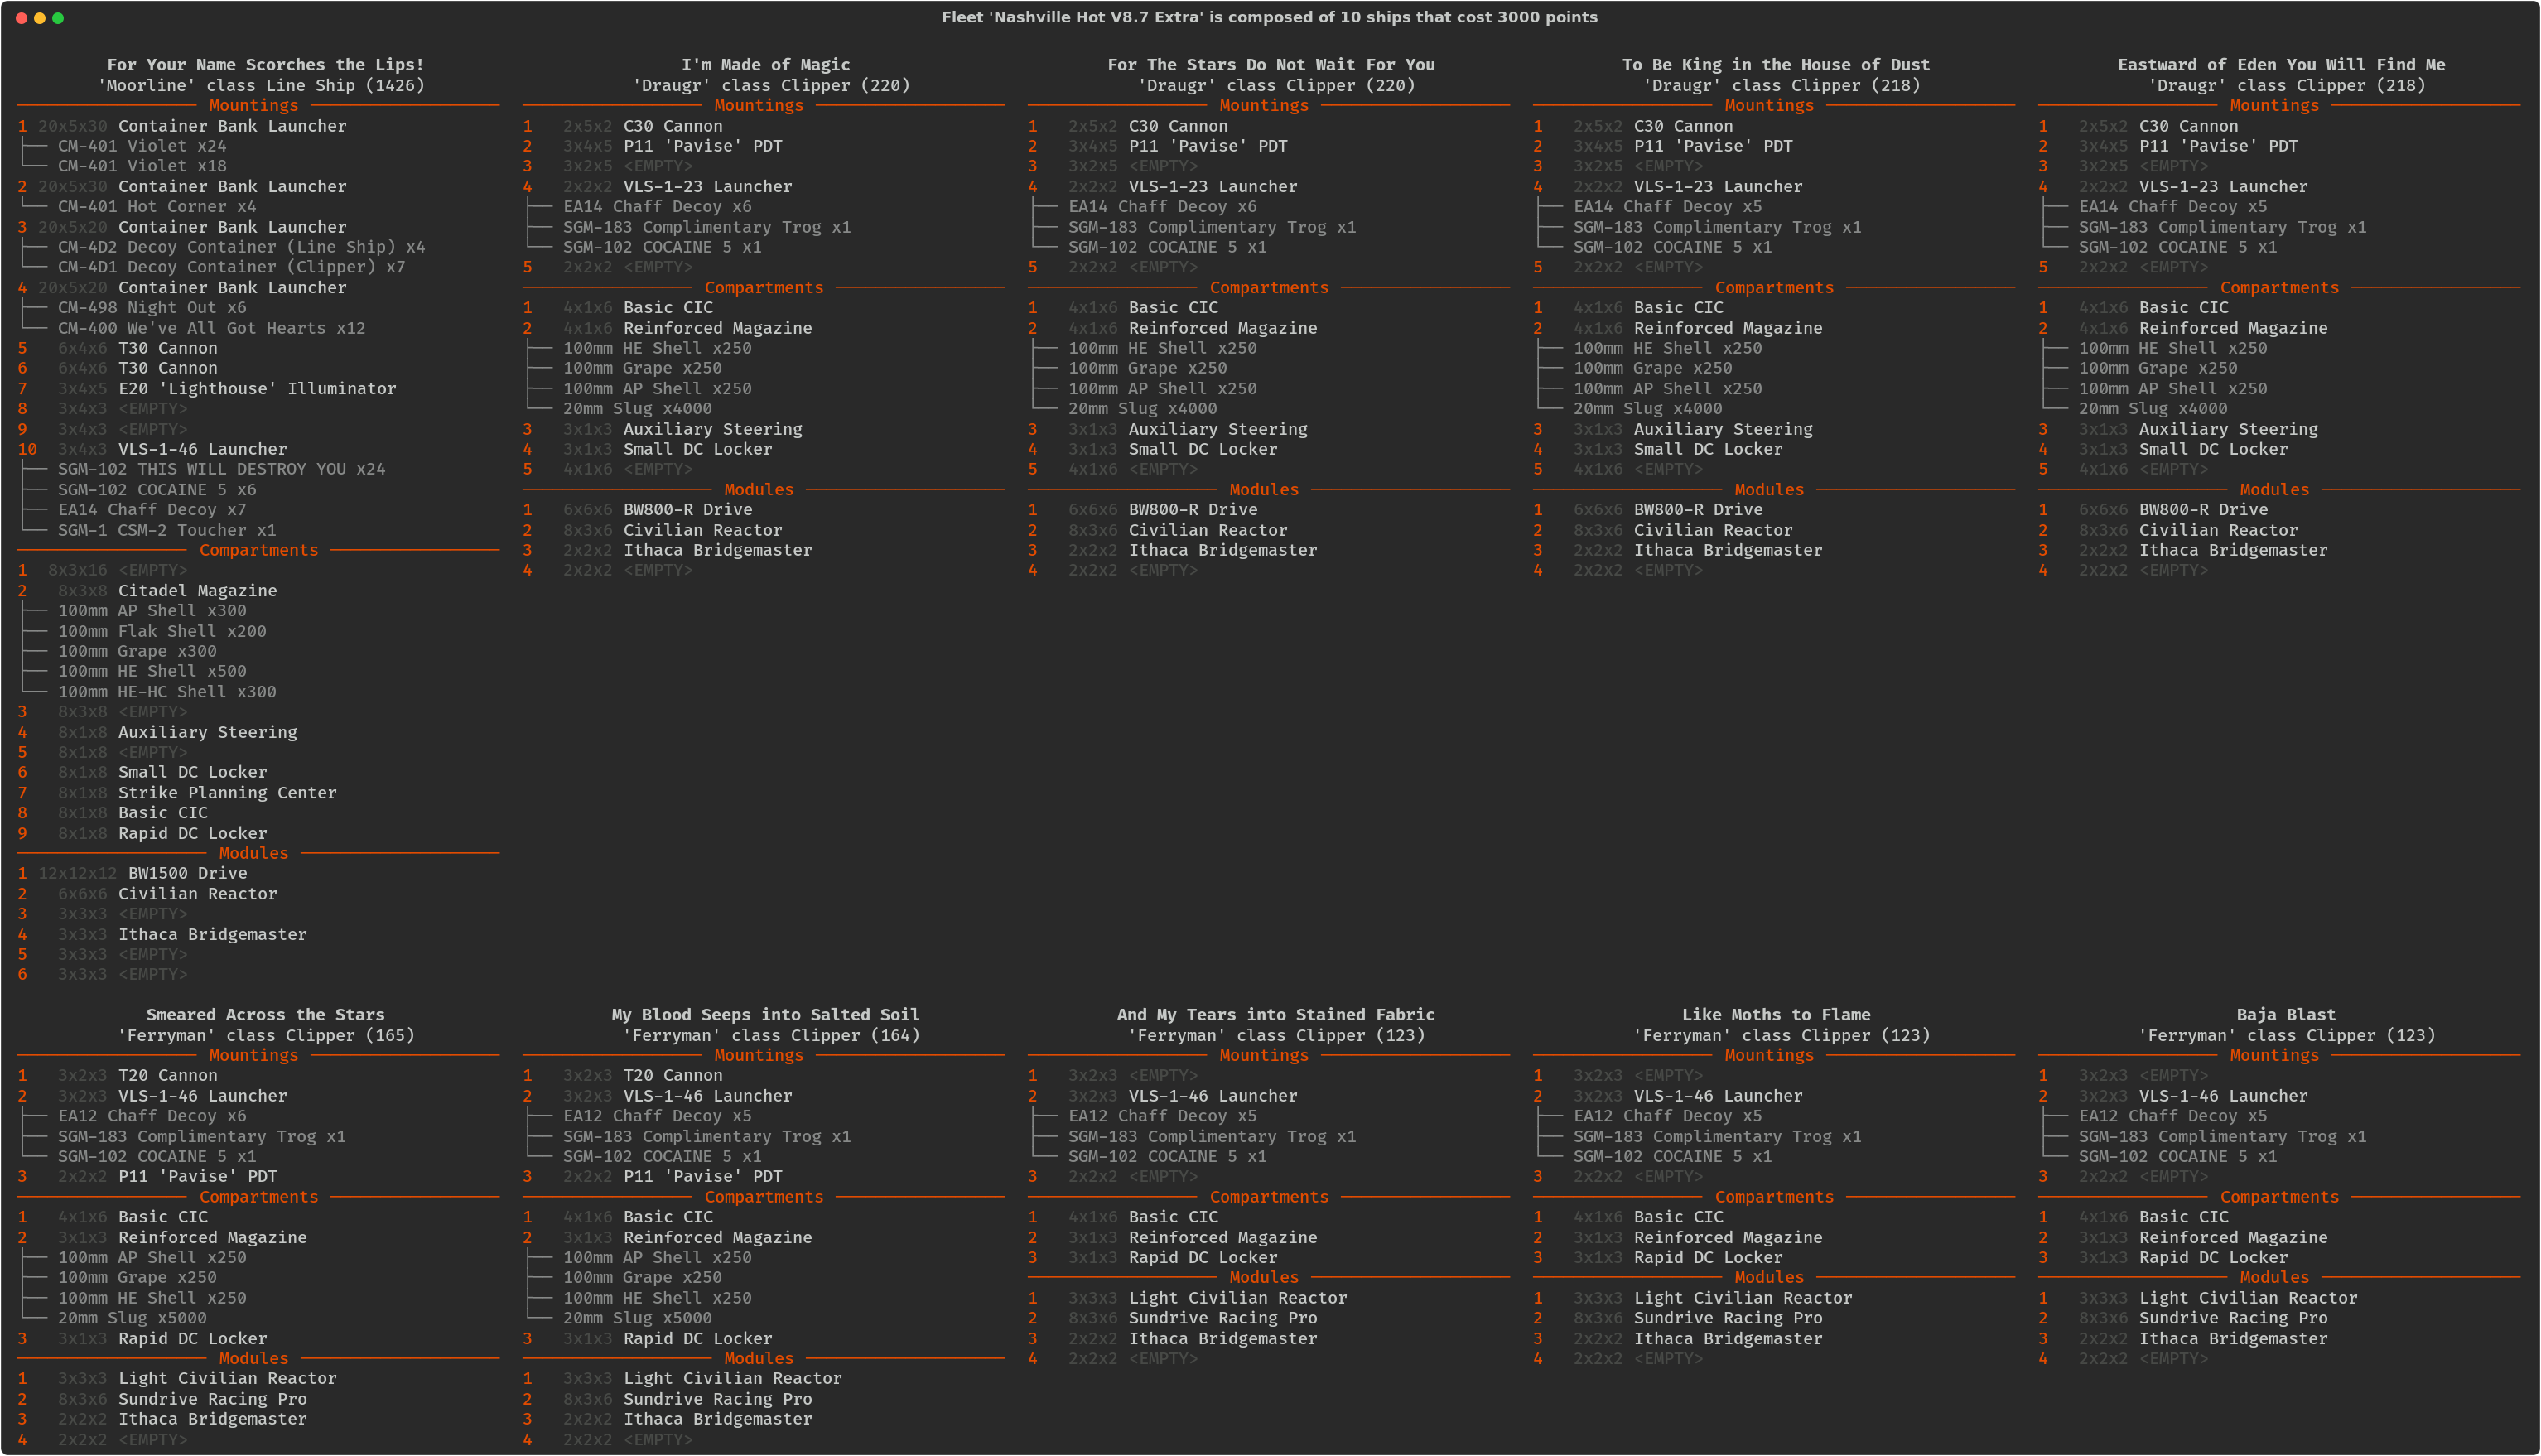 Fleet 'Nashville Hot V8.7 Extra' is composed of 10 ships that cost 3000 points
For Your Name Scorches the Lips!
'Moorline' class Line Ship (1426)
Mountings
1 20x5x30 Container Bank Launcher
CM-401 Violet x24
CM-401 Violet x18
2 20x5x30 Container Bank Launcher
CM-401 Hot Corner x4
3 20x5x20 Container Bank Launcher
CM-4D2 Decoy Container (Line Ship) x4
CM-4D1 Decoy Container (Clipper) x7
4 20x5x20 Container Bank Launcher
CM-498 Night Out x6
CM-400 We've All Got Hearts x12
5 6x4x6 T30 Cannon
6 6x4x6 T30 Cannon
7 3x4x5 E20 'Lighthouse' Illuminator
8 3x4x3 <EMPTY>
9 3x4x3 <EMPTY>
10 3x4x3 VLS-1-46 Launcher
SGM-102 THIS WILL DESTROY YOU x24
SGM-102 COCAINE 5 x6
EA14 Chaff Decoy x7
SGM-1 CSM-2 Toucher x1
Compartments
1 8x3x16 <EMPTY>
2 8x3x8 Citadel Magazine
100mm AP Shell x300
100mm Flak Shell x200
100mm Grape x300
100mm HE Shell x500
100mm HE-HC Shell x300
3 8x3x8 <EMPTY>
4 8x1x8 Auxiliary Steering
5 8x1x8 <EMPTY>
6 8x1x8 Small DC Locker
7 8x1x8 Strike Planning Center
8 8x1x8 Basic CIC
9 8x1x8 Rapid DC Locker
Modules
1 12x12x12 BW1500 Drive
2 6x6x6 Civilian Reactor
3 3x3x3 <EMPTY>
4 3x3x3 Ithaca Bridgemaster
5 3x3x3 <EMPTY>
6 3x3x3 <EMPTY>
I'm Made of Magic
'Draugr' class Clipper (220)
Mountings
1 2x5x2 C30 Cannon
2 3x4x5 P11 'Pavise' PDT
3 3x2x5 <EMPTY>
4 2x2x2 VLS-1-23 Launcher
EA14 Chaff Decoy x6
SGM-183 Complimentary Trog x1
SGM-102 COCAINE 5 x1
5 2x2x2 <EMPTY>
Compartments
1 4x1x6 Basic CIC
2 4x1x6 Reinforced Magazine
100mm HE Shell x250
100mm Grape x250
100mm AP Shell x250
20mm Slug x4000
3 3x1x3 Auxiliary Steering
4 3x1x3 Small DC Locker
5 4x1x6 <EMPTY>
Modules
1 6x6x6 BW800-R Drive
2 8x3x6 Civilian Reactor
3 2x2x2 Ithaca Bridgemaster
4 2x2x2 <EMPTY>
For The Stars Do Not Wait For You
'Draugr' class Clipper (220)
Mountings
1 2x5x2 C30 Cannon
2 3x4x5 P11 'Pavise' PDT
3 3x2x5 <EMPTY>
4 2x2x2 VLS-1-23 Launcher
EA14 Chaff Decoy x6
SGM-183 Complimentary Trog x1
SGM-102 COCAINE 5 x1
5 2x2x2 <EMPTY>
Compartments
1 4x1x6 Basic CIC
2 4x1x6 Reinforced Magazine
100mm HE Shell x250
100mm Grape x250
100mm AP Shell x250
20mm Slug x4000
3 3x1x3 Auxiliary Steering
4 3x1x3 Small DC Locker
5 4x1x6 <EMPTY>
Modules
1 6x6x6 BW800-R Drive
2 8x3x6 Civilian Reactor
3 2x2x2 Ithaca Bridgemaster
4 2x2x2 <EMPTY>
To Be King in the House of Dust
'Draugr' class Clipper (218)
Mountings
1 2x5x2 C30 Cannon
2 3x4x5 P11 'Pavise' PDT
3 3x2x5 <EMPTY>
4 2x2x2 VLS-1-23 Launcher
EA14 Chaff Decoy x5
SGM-183 Complimentary Trog x1
SGM-102 COCAINE 5 x1
5 2x2x2 <EMPTY>
Compartments
1 4x1x6 Basic CIC
2 4x1x6 Reinforced Magazine
100mm HE Shell x250
100mm Grape x250
100mm AP Shell x250
20mm Slug x4000
3 3x1x3 Auxiliary Steering
4 3x1x3 Small DC Locker
5 4x1x6 <EMPTY>
Modules
1 6x6x6 BW800-R Drive
2 8x3x6 Civilian Reactor
3 2x2x2 Ithaca Bridgemaster
4 2x2x2 <EMPTY>
Eastward of Eden You Will Find Me
'Draugr' class Clipper (218)
Mountings
1 2x5x2 C30 Cannon
2 3x4x5 P11 'Pavise' PDT
3 3x2x5 <EMPTY>
4 2x2x2 VLS-1-23 Launcher
EA14 Chaff Decoy x5
SGM-183 Complimentary Trog x1
SGM-102 COCAINE 5 x1
5 2x2x2 <EMPTY>
Compartments
1 4x1x6 Basic CIC
2 4x1x6 Reinforced Magazine
100mm HE Shell x250
100mm Grape x250
100mm AP Shell x250
20mm Slug x4000
3 3x1x3 Auxiliary Steering
4 3x1x3 Small DC Locker
5 4x1x6 <EMPTY>
Modules
1 6x6x6 BW800-R Drive
2 8x3x6 Civilian Reactor
3 2x2x2 Ithaca Bridgemaster
4 2x2x2 <EMPTY>
Smeared Across the Stars
'Ferryman' class Clipper (165)
Mountings
1 3x2x3 T20 Cannon
2 3x2x3 VLS-1-46 Launcher
EA12 Chaff Decoy x6
SGM-183 Complimentary Trog x1
SGM-102 COCAINE 5 x1
3 2x2x2 P11 'Pavise' PDT
Compartments
1 4x1x6 Basic CIC
2 3x1x3 Reinforced Magazine
100mm AP Shell x250
100mm Grape x250
100mm HE Shell x250
20mm Slug x5000
3 3x1x3 Rapid DC Locker
Modules
1 3x3x3 Light Civilian Reactor
2 8x3x6 Sundrive Racing Pro
3 2x2x2 Ithaca Bridgemaster
4 2x2x2 <EMPTY>
My Blood Seeps into Salted Soil
'Ferryman' class Clipper (164)
Mountings
1 3x2x3 T20 Cannon
2 3x2x3 VLS-1-46 Launcher
EA12 Chaff Decoy x5
SGM-183 Complimentary Trog x1
SGM-102 COCAINE 5 x1
3 2x2x2 P11 'Pavise' PDT
Compartments
1 4x1x6 Basic CIC
2 3x1x3 Reinforced Magazine
100mm AP Shell x250
100mm Grape x250
100mm HE Shell x250
20mm Slug x5000
3 3x1x3 Rapid DC Locker
Modules
1 3x3x3 Light Civilian Reactor
2 8x3x6 Sundrive Racing Pro
3 2x2x2 Ithaca Bridgemaster
4 2x2x2 <EMPTY>
And My Tears into Stained Fabric
'Ferryman' class Clipper (123)
Mountings
1 3x2x3 <EMPTY>
2 3x2x3 VLS-1-46 Launcher
EA12 Chaff Decoy x5
SGM-183 Complimentary Trog x1
SGM-102 COCAINE 5 x1
3 2x2x2 <EMPTY>
Compartments
1 4x1x6 Basic CIC
2 3x1x3 Reinforced Magazine
3 3x1x3 Rapid DC Locker
Modules
1 3x3x3 Light Civilian Reactor
2 8x3x6 Sundrive Racing Pro
3 2x2x2 Ithaca Bridgemaster
4 2x2x2 <EMPTY>
Like Moths to Flame
'Ferryman' class Clipper (123)
Mountings
1 3x2x3 <EMPTY>
2 3x2x3 VLS-1-46 Launcher
EA12 Chaff Decoy x5
SGM-183 Complimentary Trog x1
SGM-102 COCAINE 5 x1
3 2x2x2 <EMPTY>
Compartments
1 4x1x6 Basic CIC
2 3x1x3 Reinforced Magazine
3 3x1x3 Rapid DC Locker
Modules
1 3x3x3 Light Civilian Reactor
2 8x3x6 Sundrive Racing Pro
3 2x2x2 Ithaca Bridgemaster
4 2x2x2 <EMPTY>
Baja Blast
'Ferryman' class Clipper (123)
Mountings
1 3x2x3 <EMPTY>
2 3x2x3 VLS-1-46 Launcher
EA12 Chaff Decoy x5
SGM-183 Complimentary Trog x1
SGM-102 COCAINE 5 x1
3 2x2x2 <EMPTY>
Compartments
1 4x1x6 Basic CIC
2 3x1x3 Reinforced Magazine
3 3x1x3 Rapid DC Locker
Modules
1 3x3x3 Light Civilian Reactor
2 8x3x6 Sundrive Racing Pro
3 2x2x2 Ithaca Bridgemaster
4 2x2x2 <EMPTY>